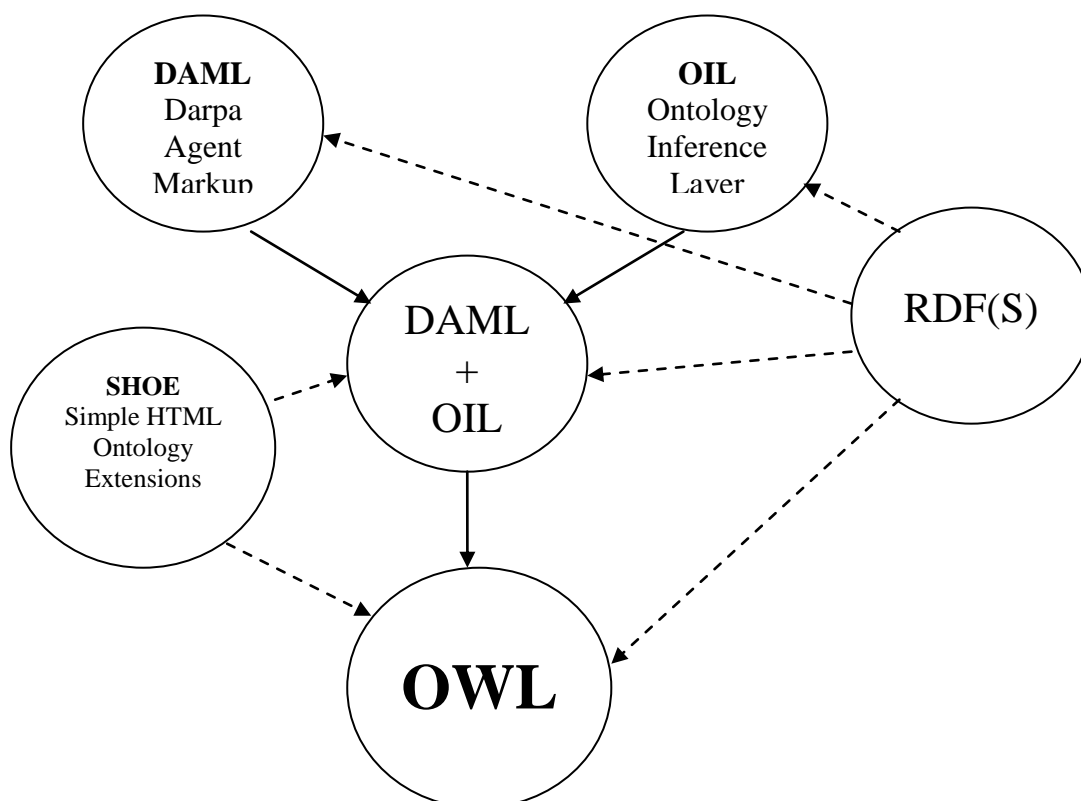 DAML
Darpa
Agent
Markup
OIL
Ontology
Inference
Layer
RDF(S)
DAML
+
OIL
SHOE
Simple HTML
Ontology
Extensions
OWL